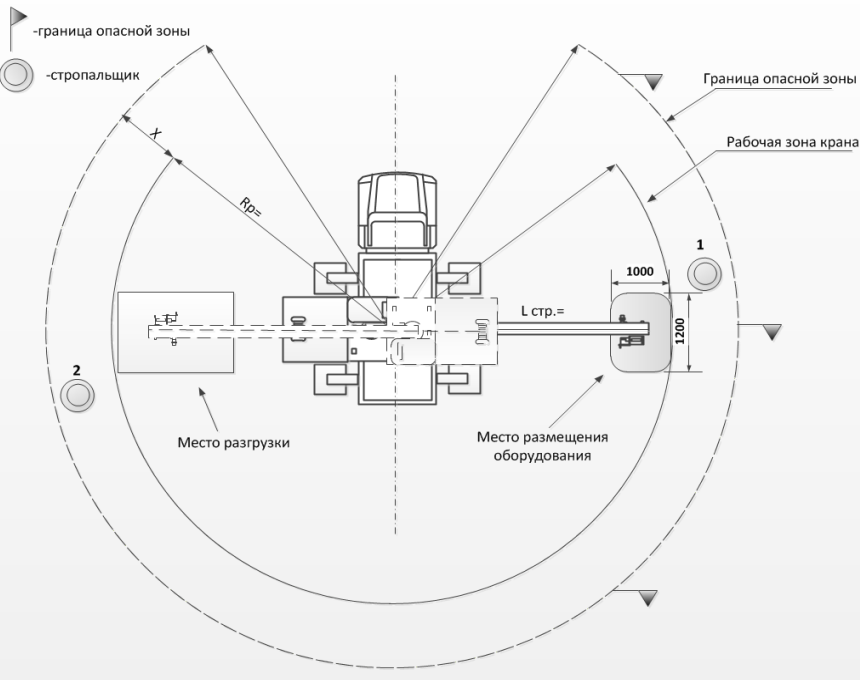 -граница опасной зоны
-стропальщик
Граница опасной зоны
X
Рабочая зона крана
Rp=
1
1000
L стр.=
1200
2
Место разгрузки
Место размещения
оборудования